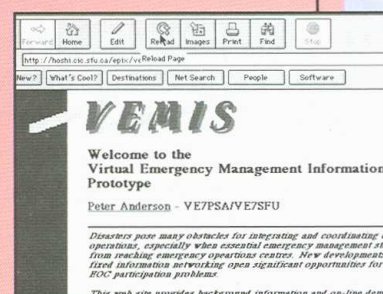 Forward Home Edit Reload Images Print Find Stop
http://hoshi.cic.sfu.ca/epix/ve Reload Page
New? What's Cool? Destinations Net Search People Software
VEMIS
Welcome to the
Virtual Emergency Management Information
Prototype
Peter Anderson - VE7PSA/VE7SFU
Disasters pose many obstacles for integrating and coordinating
operations, especially when essential emergency management st
from reaching emergency opeartions centres. New developments
fixed information networking open significant opportunities for
EOC participation problems.
This web site provides background information and on-line dem